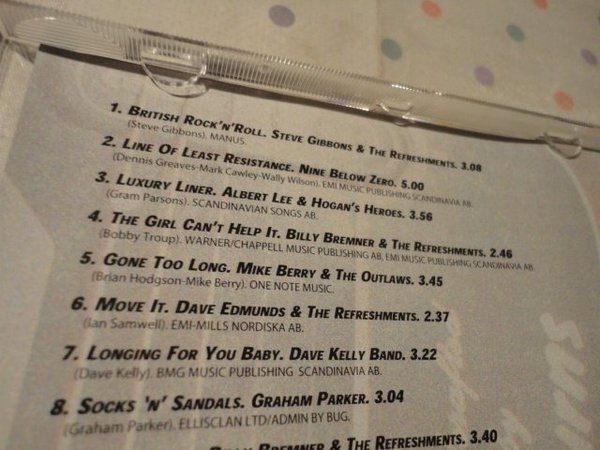 1. BRITISH ROCK'N'ROLL. STEVE GIBBONS & THE REFRESHMENTS. 3.08
(Steve Gibbons). MANUS.
2. LINE OF LEAST RESISTANCE. NINE BELOW ZERO. 5.00
(Dennis Greaves-Mark Cawley-Wally Wilson). EMI MUSIC PUBLISHING SCANDINAVIA AB.
3. LUXURY LINER. ALBERT LEE & HOGAN'S HEROES. 3.56
(Gram Parsons). SCANDINAVIAN SONGS AB.
4. THE GIRL CAN'T HELP IT. BILLY BREMNER & THE REFRESHMENTS. 2.46
(Bobby Troup). WARNER/CHAPPELL MUSIC PUBLISHING AB, EMI MUSIC PUBLISHING SCANDINAVIA AB.
5. GONE TOO LONG. MIKE BERRY & THE OUTLAWS. 3.45
(Brian Hodgson-Mike Berry). ONE NOTE MUSIC.
6. MOVE IT. DAVE EDMUNDS & THE REFRESHMENTS. 2.37
(Ian Samwell). EMI-MILLS NORDISKA AB.
7. LONGING FOR YOU BABY. DAVE KELLY BAND. 3.22
(Dave Kelly). BMG MUSIC PUBLISHING SCANDINAVIA AB.
8. SOCKS 'N' SANDALS. GRAHAM PARKER. 3.04
(Graham Parker). ELLISCLAN LTD/ADMIN BY BUG.
BILLY BREMNER & THE REFRESHMENTS. 3.40